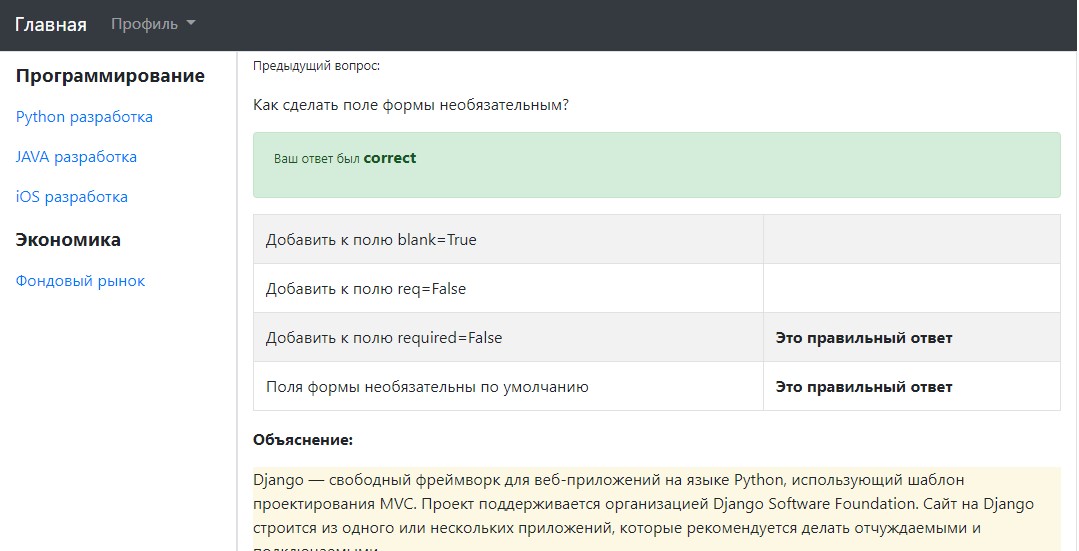 Главная Профиль
Программирование
Python разработка
JAVA разработка
iOS разработка
Экономика
Фондовый рынок
Предыдущий вопрос:
Как сделать поле формы необязательным?
Ваш ответ был correct
Добавить к полю blank=True
Добавить к полю req=False
Добавить к полю required=False Это правильный ответ
Поля формы необязательны по умолчанию Это правильный ответ
Объяснение:
Django — свободный фреймворк для веб-приложений на языке Python, использующий шаблон
проектирования MVC. Проект поддерживается организацией Django Software Foundation. Сайт на Django
строится из одного или нескольких приложений, которые рекомендуется делать отчуждаемыми и
подключаемыми